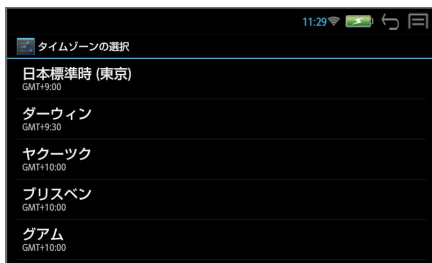 11:29
タイムゾーンの選択
日本標準時 (東京)
GMT+9:00
ダーウィン
GMT+9:30
ヤクーツク
GMT+10:00
ブリスベン
GMT+10:00
グアム
GMT+10:00